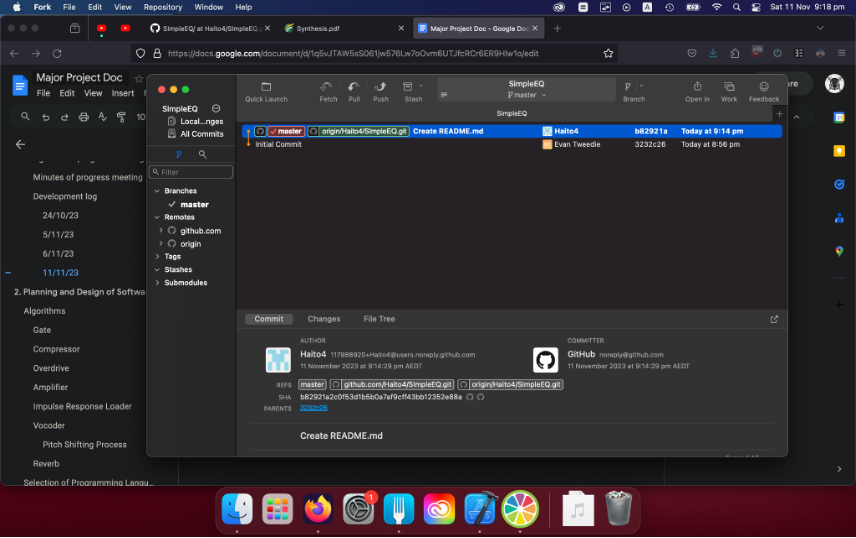 Fork File Edit View Repository Window Help
A
Sat 11 Nov 9:18 pm
SImpleEQ/ at Haito4/SImpleEQ.g
Synthesis.pdf
Major Project Doc - Google Doc
https://docs.google.com/document/d/1q5vJTAW5sS061jw576Lw7oOvm6UTJfcRCr6ER9HIw1o/edit
Major Project Doc
File Edit View Insert
Minutes of progress meeting
Development log
24/10/23
5/11/23
6/11/23
11/11/23
2. Planning and Design of Softwa
Algorithms
Gate
Compressor
Overdrive
Amplifier
Impulse Response Loader
Vocoder
Pitch Shifting Process
Reverb
Selection of Programming Langu...
Quick Launch
Fetch
Pull
Push
Stash
SimpleEQ
master
Branch
Open in
Work
Feedback
SimpleEQ
SimpleEQ
Local...nges
All Commits
Filter
Branches
master
Remotes
github.com
origin
Tags
Stashes
Submodules
master origin/Haito4/SImpleEQ.git Create README.md Haito4 b82921a Today at 9:14 pm
Initial Commit Evan Tweedie 3232c26 Today at 8:56 pm
Commit Changes File Tree
AUTHOR
Haito4 117988920+Haito4@users.noreply.github.com
11 November 2023 at 9:14:29 pm AEDT
COMMITTER
GitHub noreply@github.com
11 November 2023 at 9:14:29 pm AEDT
REFS master github.com/Haito4/SImpleEQ.git origin/Haito4/SImpleEQ.git
SHA b82921a2c0f53d1b5b0a7af9cff43bb12352e88a
PARENTS 3232c26
Create README.md
1